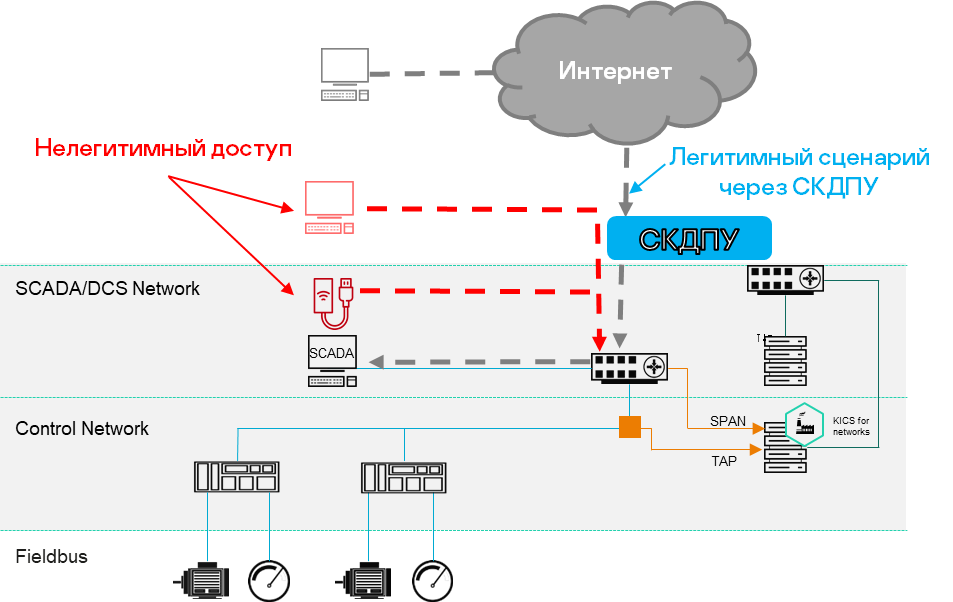 Интернет
Нелегитимный доступ
Легитимный сценарий
через СКДПУ
СКДПУ
SCADA/DCS Network
SCADA
Control Network
SPAN
KICS for
networks
TAP
Fieldbus